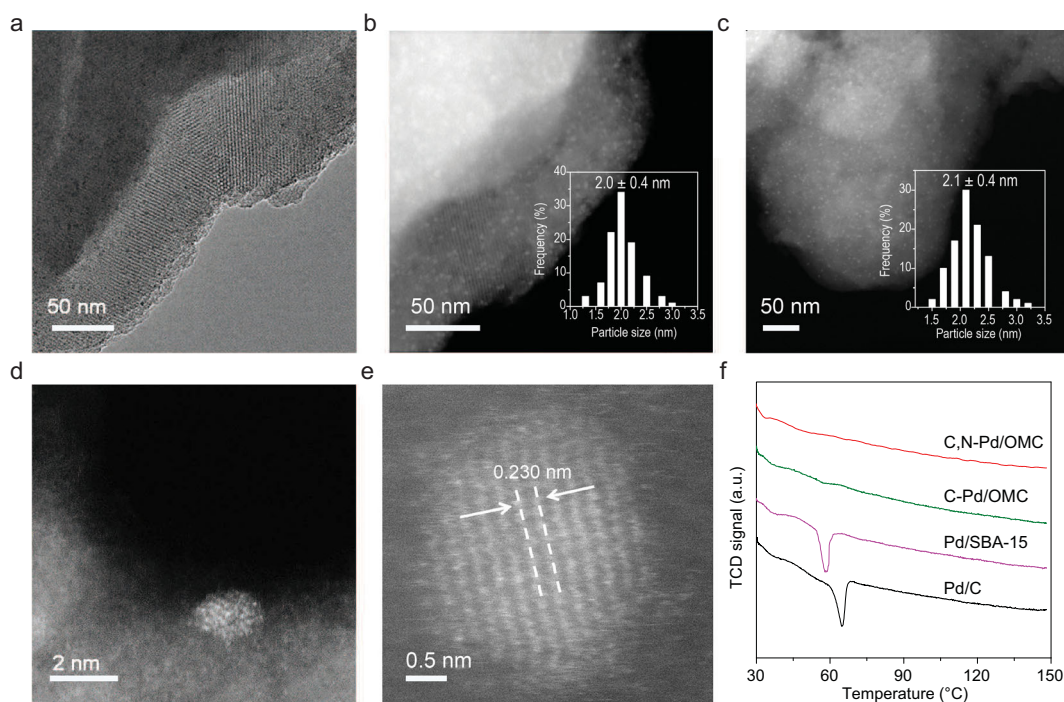 a
50 nm
b
2.0 ± 0.4 nm
40
30
20
10
0
Frequency (%)
1.0 1.5 2.0 2.5 3.0 3.5
Particle size (nm)
50 nm
c
2.1 ± 0.4 nm
30
20
10
0
Frequency (%)
1.5 2.0 2.5 3.0 3.5
Particle size (nm)
50 nm
d
2 nm
e
0.230 nm
0.5 nm
f
TCD signal (a.u.)
C,N-Pd/OMC
C-Pd/OMC
Pd/SBA-15
Pd/C
30 60 90 120 150
Temperature (°C)